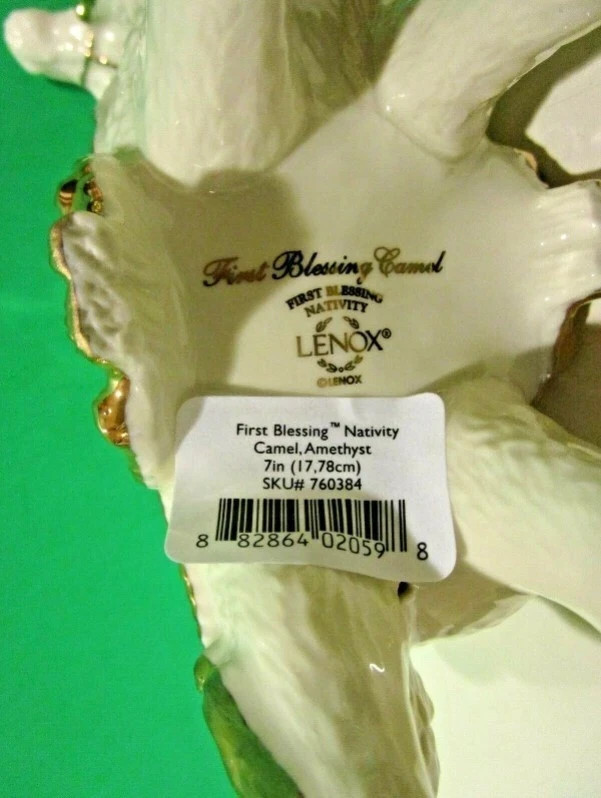 First Blessing Camel
FIRST BLESSING
NATIVITY
LENOX®
©LENOX
First Blessing™ Nativity
Camel, Amethyst
7in (17,78cm)
SKU# 760384
8 82864 02059 8